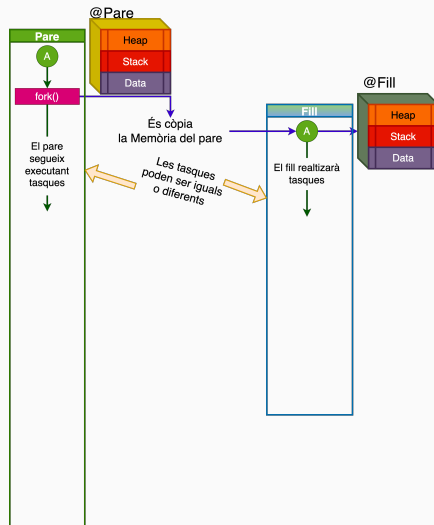 @Pare
Pare
A
Heap
Stack
Data
fork()
És còpia
la Memòria del pare
El pare
segueix
executant
tasques
Les tasques
poden ser iguals
o diferents
@Fill
Fill
A
Heap
Stack
Data
El fill realtizarà
tasques